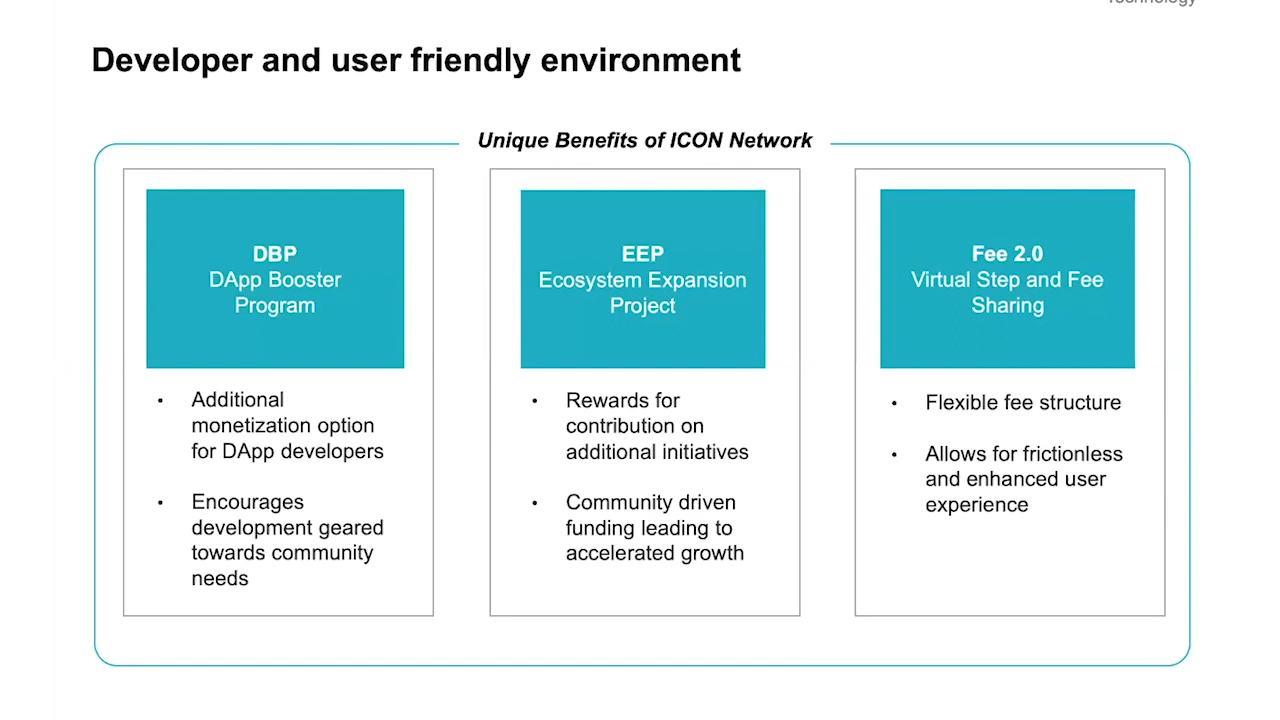 Technology
Developer and user friendly environment
Unique Benefits of ICON Network
DBP
DApp Booster
Program
• Additional
monetization option
for DApp developers
• Encourages
development geared
towards community
needs
EEP
Ecosystem Expansion
Project
• Rewards for
contribution on
additional initiatives
• Community driven
funding leading to
accelerated growth
Fee 2.0
Virtual Step and Fee
Sharing
• Flexible fee structure
• Allows for frictionless
and enhanced user
experience